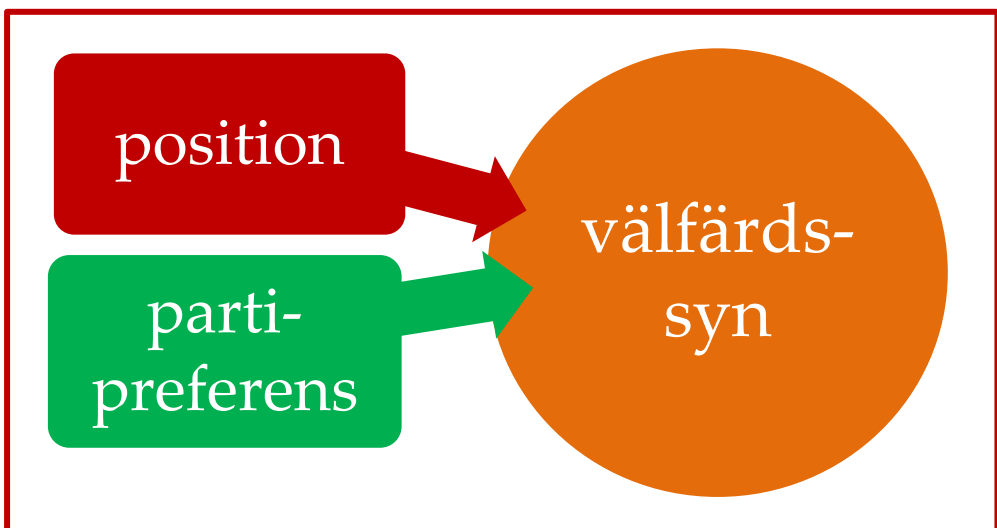 position
parti-
preferens
välfärds-
syn